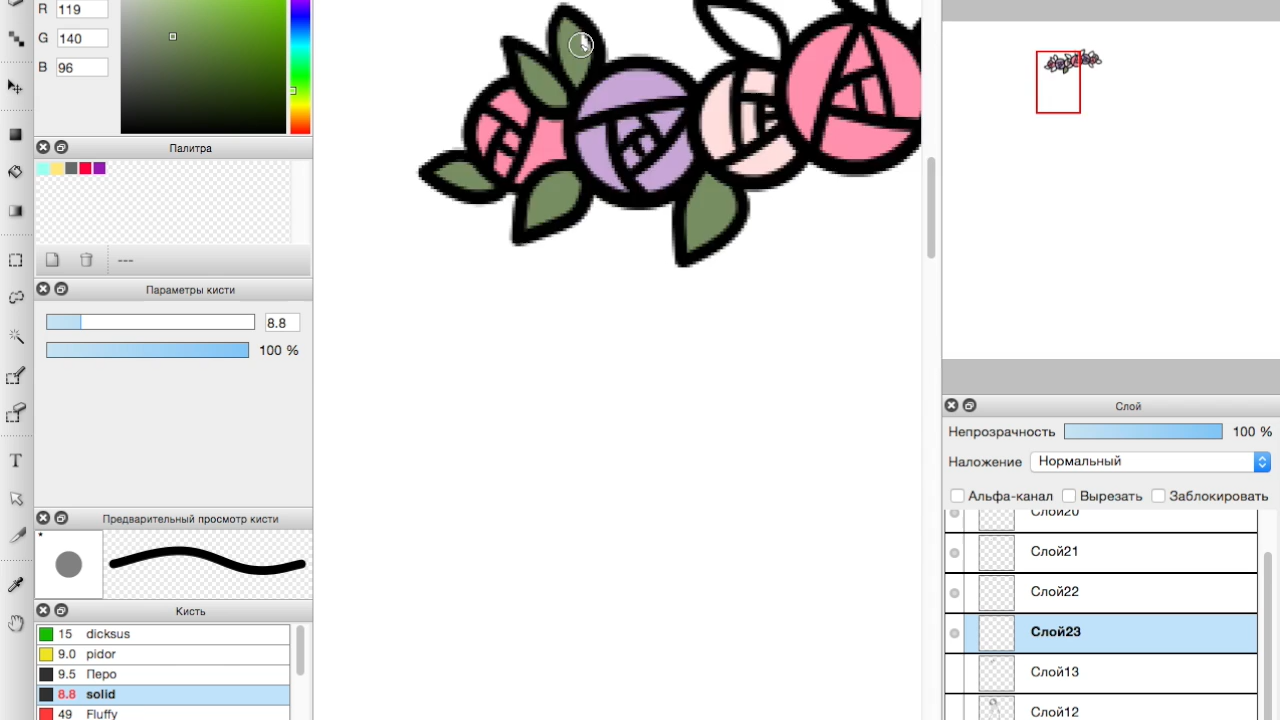 R 119
G 140
B 96
Палитра
---
Параметры кисти
8.8
100 %
Предварительный просмотр кисти
*
Кисть
15 dicksus
9.0 pidor
9.5 Перо
8.8 solid
49 Fluffy
T
Слой
Непрозрачность 100 %
Наложение Нормальный
Альфа-канал Вырезать Заблокировать
Слой20
Слой21
Слой22
Слой23
Слой13
Слой12